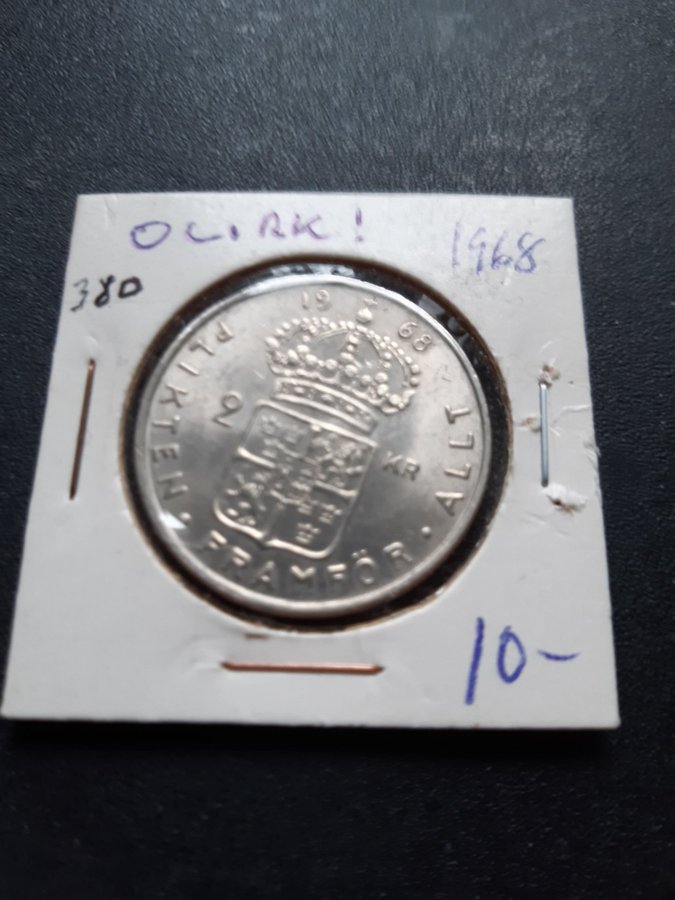 OCIRK!
1968
380
19 68
2 KR
PLIKTEN · FRAMFÖR · ALLT
10-